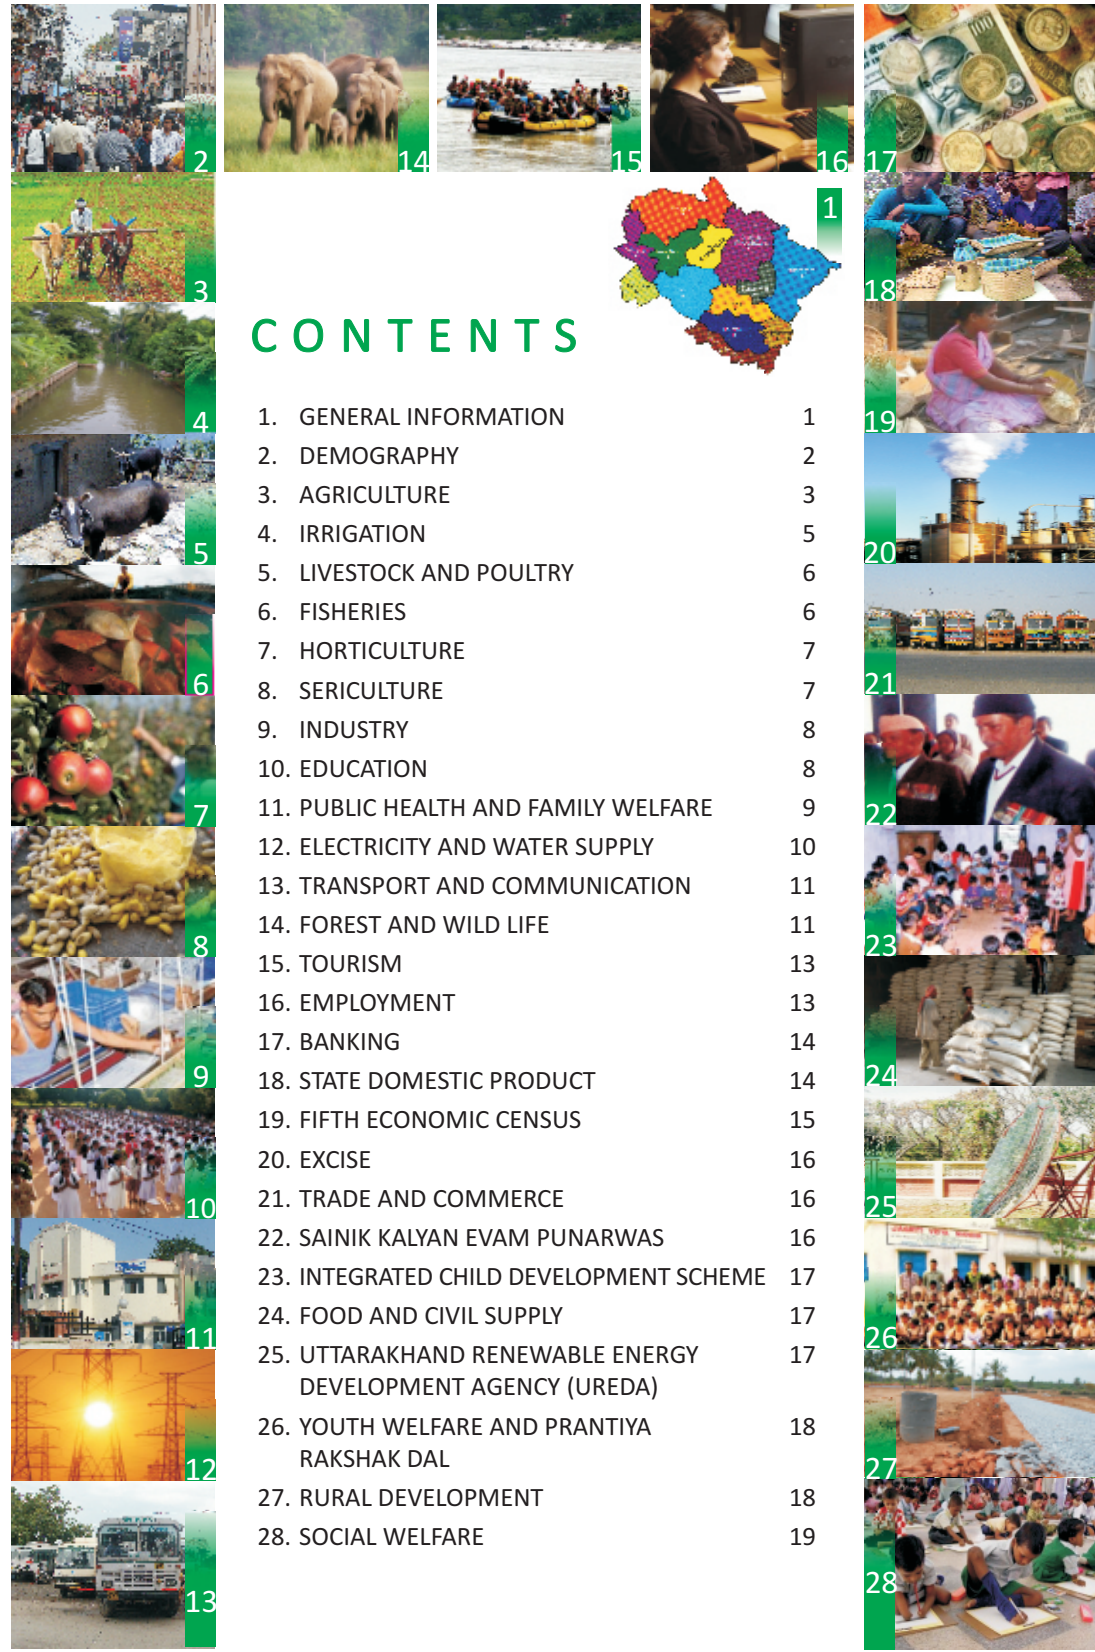 2
14
15
16
17
1
3
18
CONTENTS
4
19
1. GENERAL INFORMATION 1
2. DEMOGRAPHY 2
3. AGRICULTURE 3
4. IRRIGATION 5
5. LIVESTOCK AND POULTRY 6
6. FISHERIES 6
7. HORTICULTURE 7
8. SERICULTURE 7
9. INDUSTRY 8
10. EDUCATION 8
11. PUBLIC HEALTH AND FAMILY WELFARE 9
12. ELECTRICITY AND WATER SUPPLY 10
13. TRANSPORT AND COMMUNICATION 11
14. FOREST AND WILD LIFE 11
15. TOURISM 13
16. EMPLOYMENT 13
17. BANKING 14
18. STATE DOMESTIC PRODUCT 14
19. FIFTH ECONOMIC CENSUS 15
20. EXCISE 16
21. TRADE AND COMMERCE 16
22. SAINIK KALYAN EVAM PUNARWAS 16
23. INTEGRATED CHILD DEVELOPMENT SCHEME 17
24. FOOD AND CIVIL SUPPLY 17
25. UTTARAKHAND RENEWABLE ENERGY 17
DEVELOPMENT AGENCY (UREDA)
26. YOUTH WELFARE AND PRANTIYA 18
RAKSHAK DAL
27. RURAL DEVELOPMENT 18
28. SOCIAL WELFARE 19
5
20
6
21
7
22
8
23
9
24
10
25
11
26
12
27
13
28
100